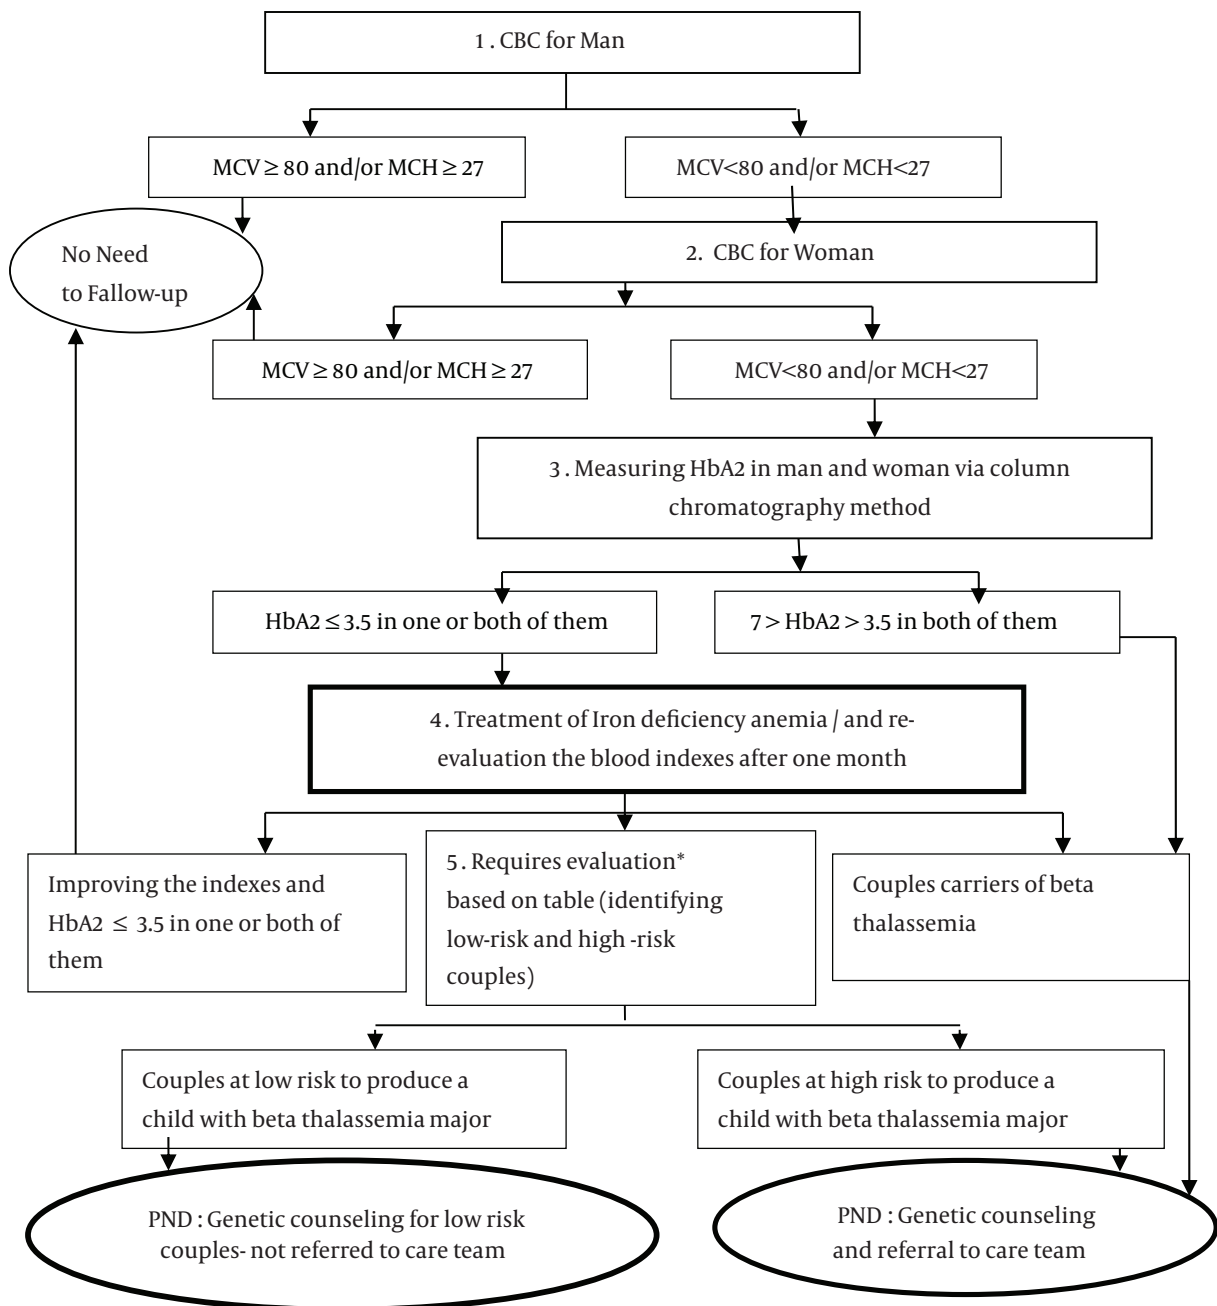 1 . CBC for Man
MCV ≥ 80 and/or MCH ≥ 27
MCV<80 and/or MCH<27
No Need
to Fallow-up
2. CBC for Woman
MCV ≥ 80 and/or MCH ≥ 27
MCV<80 and/or MCH<27
3 . Measuring HbA2 in man and woman via column
chromatography method
HbA2 ≤ 3.5 in one or both of them
7 > HbA2 > 3.5 in both of them
4 . Treatment of Iron deficiency anemia / and re-
evaluation the blood indexes after one month
Improving the indexes and
HbA2 ≤ 3.5 in one or both of
them
5 . Requires evaluation*
based on table (identifying
low-risk and high -risk
couples)
Couples carriers of beta
thalassemia
Couples at low risk to produce a
child with beta thalassemia major
Couples at high risk to produce a
child with beta thalassemia major
PND : Genetic counseling for low risk
couples- not referred to care team
PND : Genetic counseling
and referral to care team